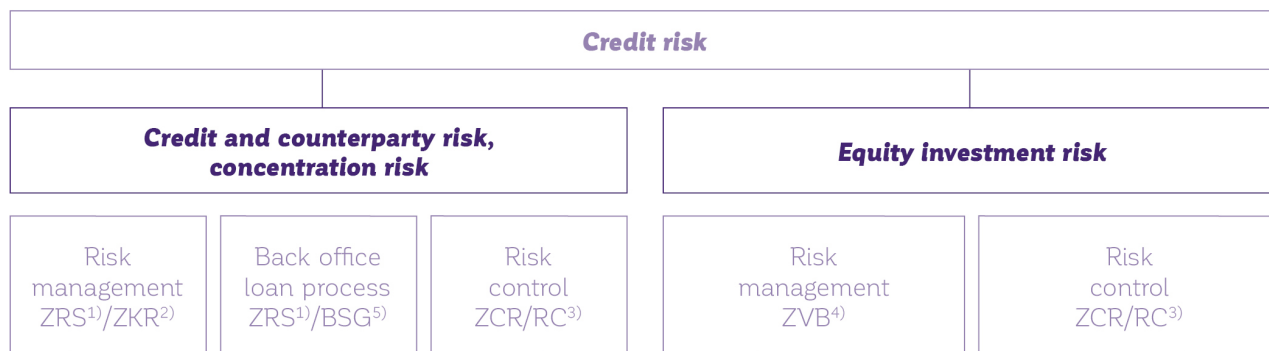 Credit risk
Credit and counterparty risk,
concentration risk
Equity investment risk
Risk
management
ZRS1)/ZKR2)
Back office
loan process
ZRS1)/BSG5)
Risk
control
ZCR/RC3)
Risk
management
ZVB4)
Risk
control
ZCR/RC3)